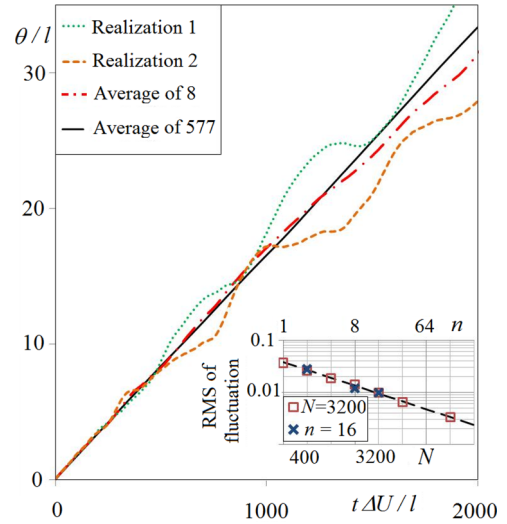 θ / l
Realization 1
Realization 2
Average of 8
Average of 577
30
20
10
0
0
1000
2000
t ΔU / l
1 8 64 n
0.1
0.01
RMS of
fluctuation
N=3200
n = 16
400 3200 N